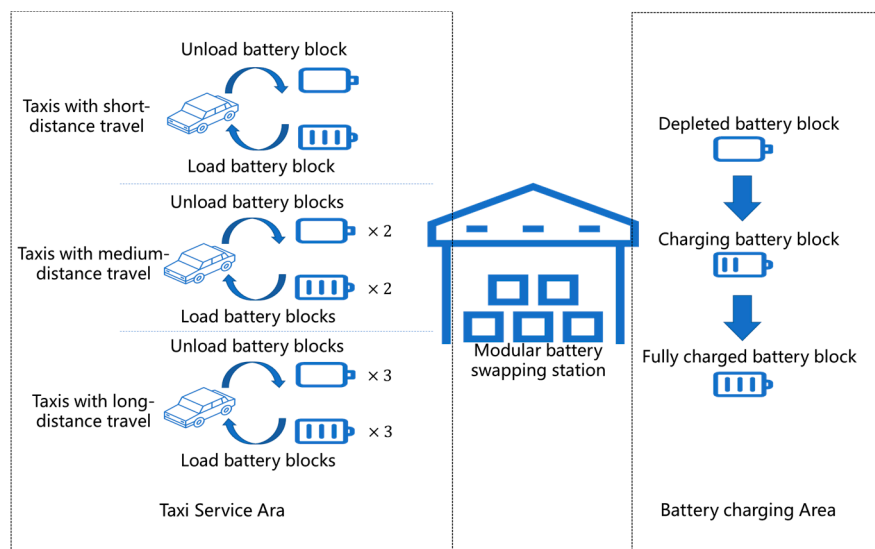 Unload battery block
Taxis with short-
distance travel
Load battery block
Unload battery blocks
× 2
Taxis with medium-
distance travel
× 2
Load battery blocks
Unload battery blocks
× 3
Taxis with long-
distance travel
× 3
Load battery blocks
Taxi Service Ara
Modular battery
swapping station
Depleted battery block
Charging battery block
Fully charged battery block
Battery charging Area